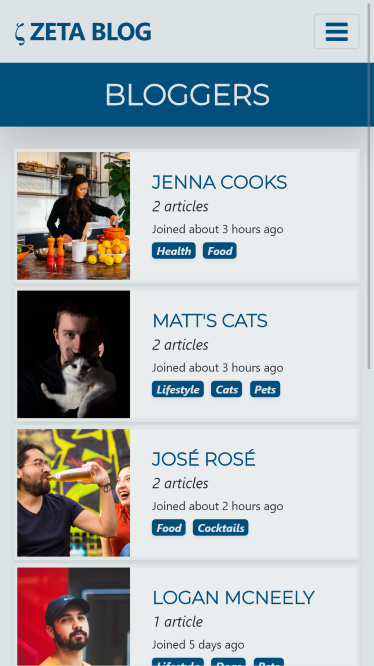 ζ ZETA BLOG
BLOGGERS
JENNA COOKS
2 articles
Joined about 3 hours ago
Health Food
MATT'S CATS
2 articles
Joined about 3 hours ago
Lifestyle Cats Pets
JOSÉ ROSÉ
2 articles
Joined about 2 hours ago
Food Cocktails
LOGAN MCNEELY
1 article
Joined 5 days ago
Lifestyle Dogs Pets